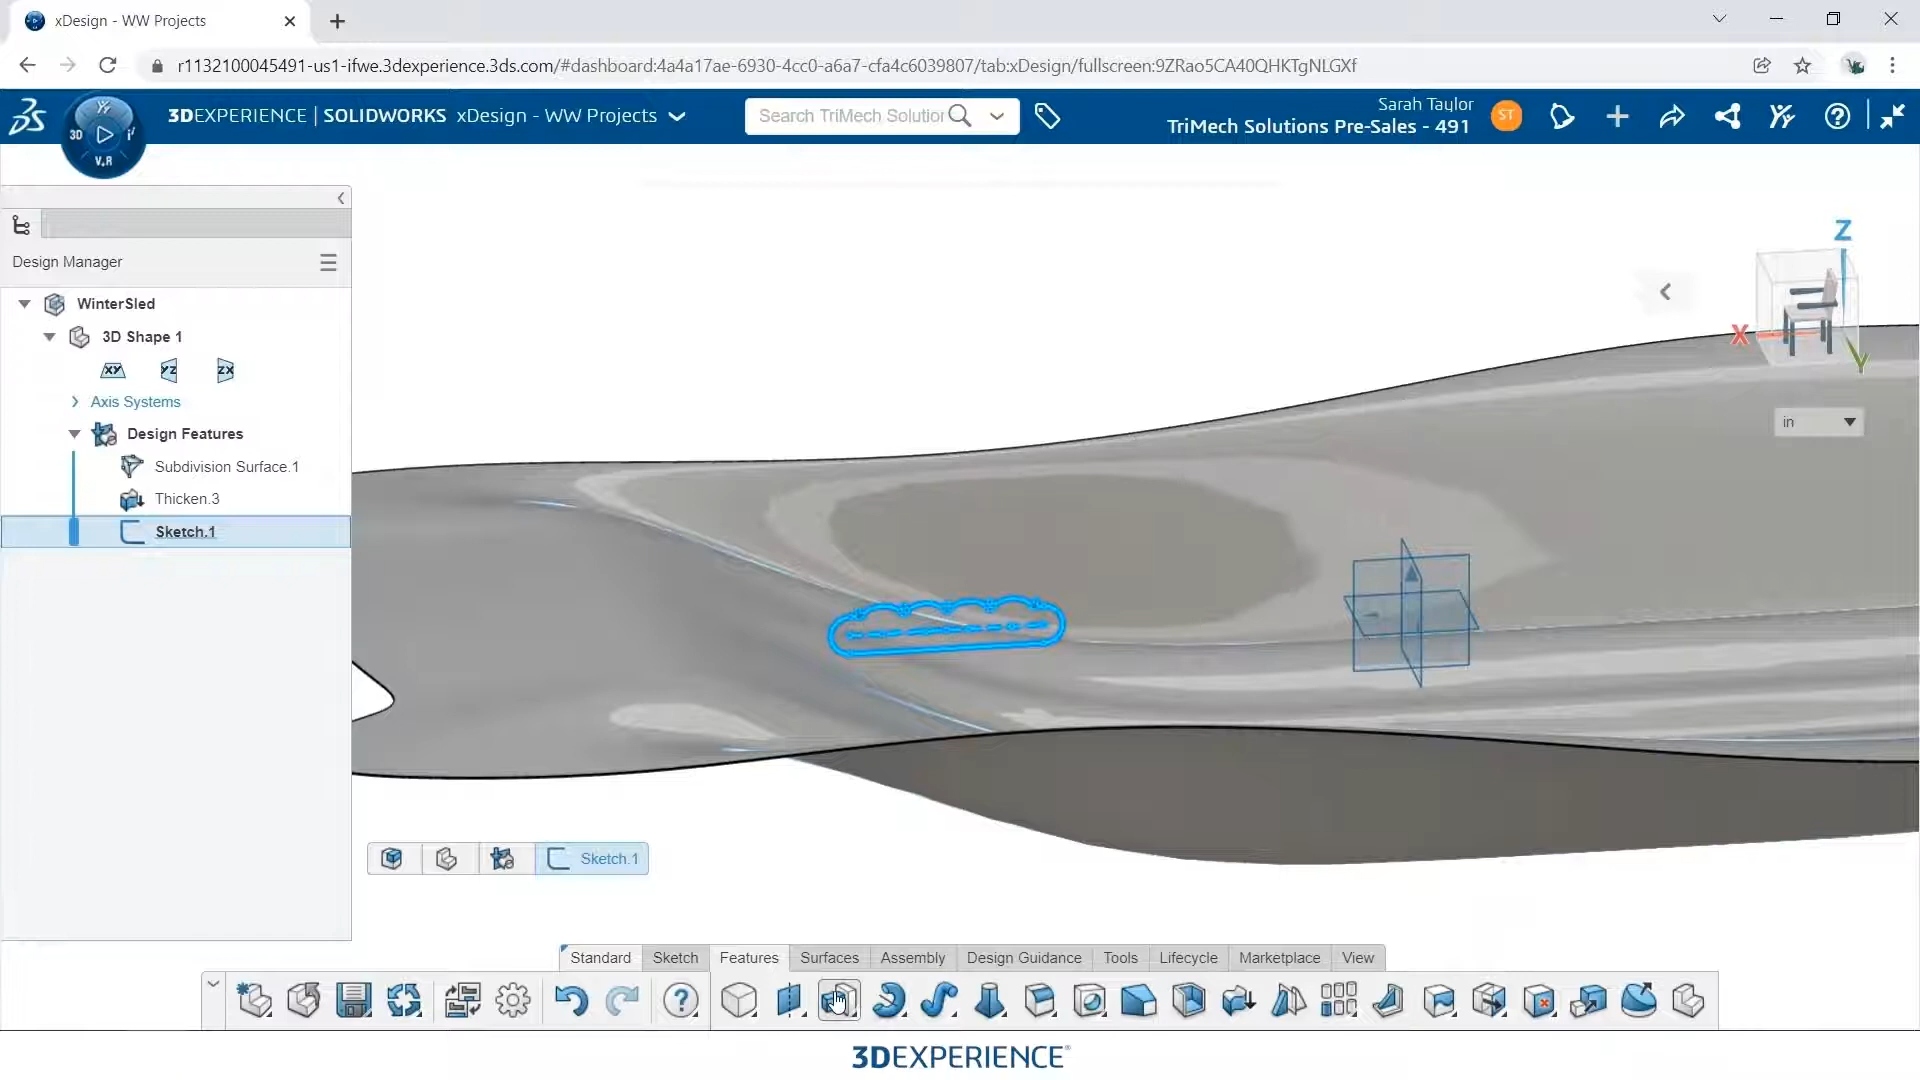 xDesign - WW Projects
r1132100045491-us1-ifwe.3dexperience.3ds.com/#dashboard:4a4a17ae-6930-4cc0-a6a7-cfa4c6039807/tab:xDesign/fullscreen:9ZRao5CA40QHKTgNLGXf
3DEXPERIENCE | SOLIDWORKS xDesign - WW Projects
Search TriMech Solution
Sarah Taylor
TriMech Solutions Pre-Sales - 491
ST
3D
V.R
Design Manager
WinterSled
3D Shape 1
XY YZ ZX
Axis Systems
Design Features
Subdivision Surface.1
Thicken.3
Sketch.1
Z
X
Y
in
Sketch.1
Standard Sketch Features Surfaces Assembly Design Guidance Tools Lifecycle Marketplace View
3DEXPERIENCE®